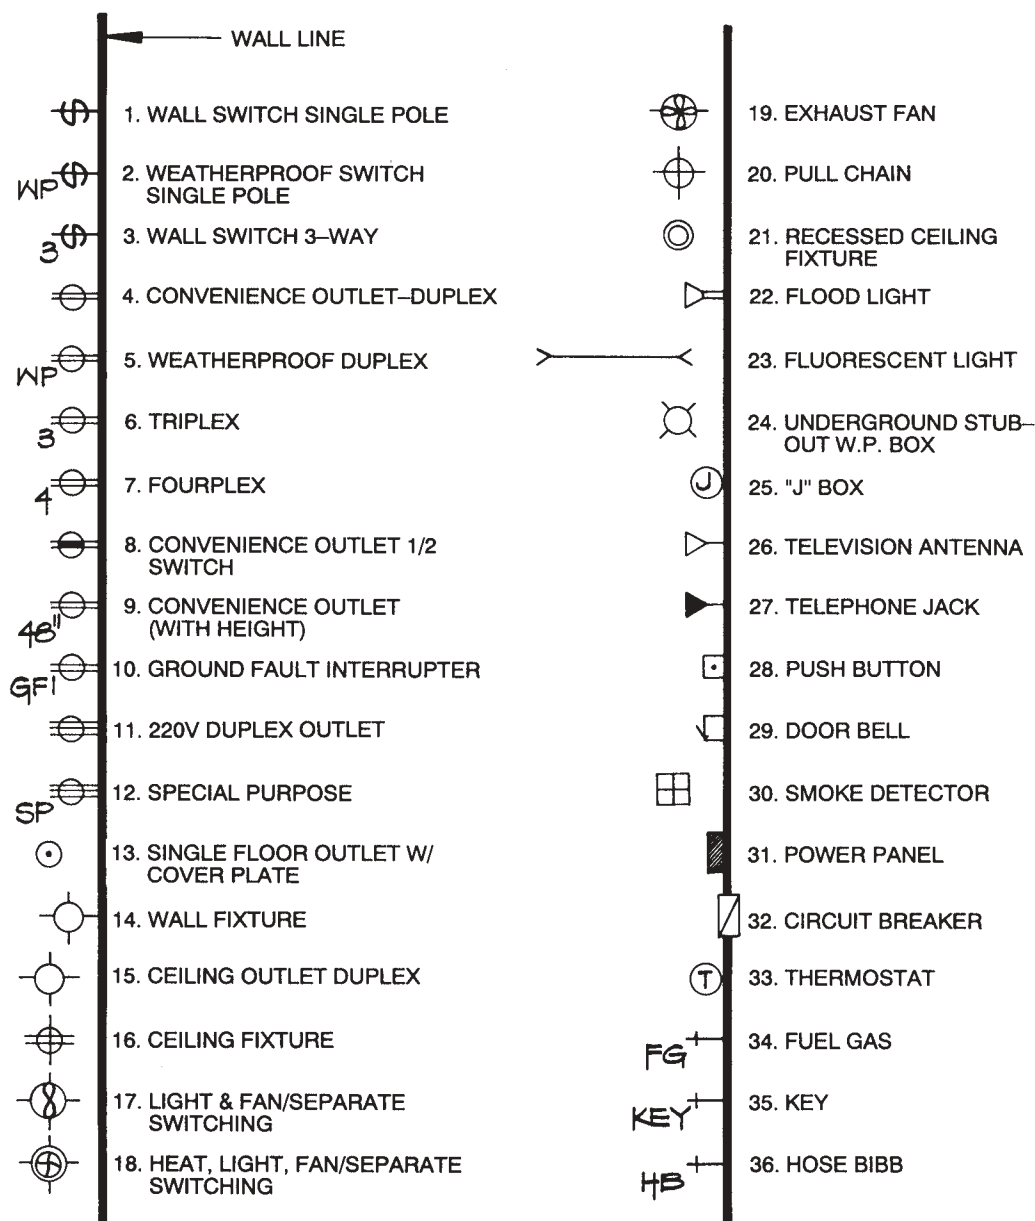 WALL LINE
1. WALL SWITCH SINGLE POLE
WP 2. WEATHERPROOF SWITCH
SINGLE POLE
3 3. WALL SWITCH 3–WAY
4. CONVENIENCE OUTLET–DUPLEX
WP 5. WEATHERPROOF DUPLEX
3 6. TRIPLEX
4 7. FOURPLEX
8. CONVENIENCE OUTLET 1/2
SWITCH
48" 9. CONVENIENCE OUTLET
(WITH HEIGHT)
GFI 10. GROUND FAULT INTERRUPTER
11. 220V DUPLEX OUTLET
SP 12. SPECIAL PURPOSE
13. SINGLE FLOOR OUTLET W/
COVER PLATE
14. WALL FIXTURE
15. CEILING OUTLET DUPLEX
16. CEILING FIXTURE
17. LIGHT & FAN/SEPARATE
SWITCHING
18. HEAT, LIGHT, FAN/SEPARATE
SWITCHING
19. EXHAUST FAN
20. PULL CHAIN
21. RECESSED CEILING
FIXTURE
22. FLOOD LIGHT
23. FLUORESCENT LIGHT
24. UNDERGROUND STUB–
OUT W.P. BOX
J 25. "J" BOX
26. TELEVISION ANTENNA
27. TELEPHONE JACK
28. PUSH BUTTON
29. DOOR BELL
30. SMOKE DETECTOR
31. POWER PANEL
32. CIRCUIT BREAKER
T 33. THERMOSTAT
FG 34. FUEL GAS
KEY 35. KEY
HB 36. HOSE BIBB